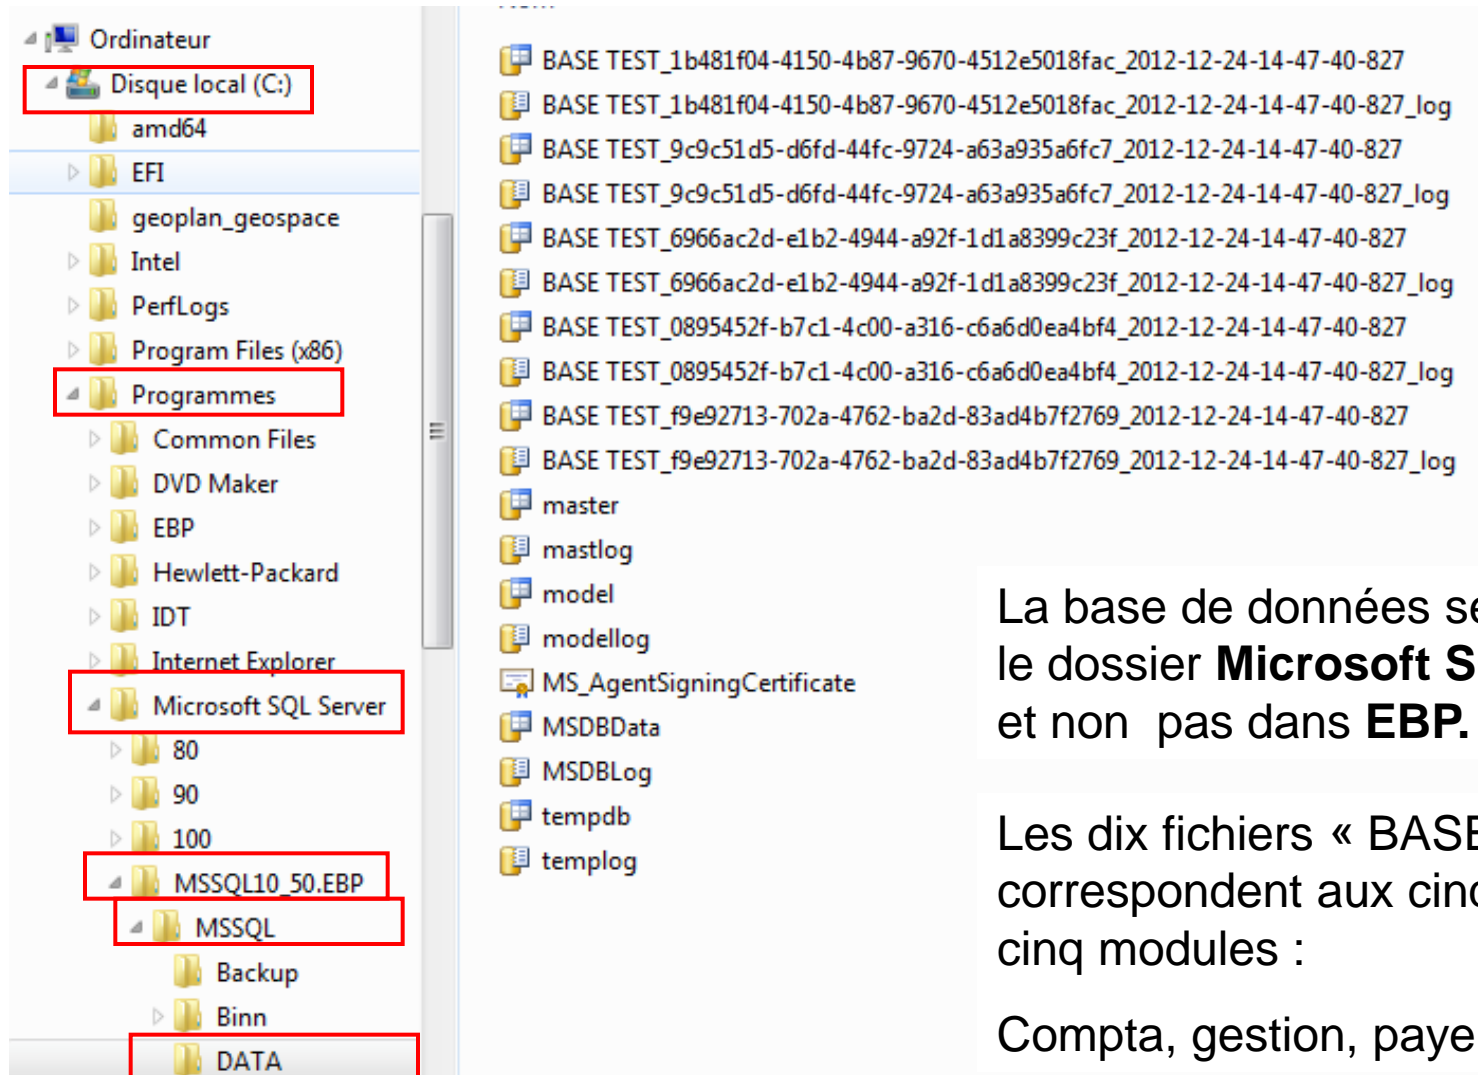 Ordinateur
Disque local (C:)
amd64
EFI
geoplan_geospace
Intel
PerfLogs
Program Files (x86)
Programmes
Common Files
DVD Maker
EBP
Hewlett-Packard
IDT
Internet Explorer
Microsoft SQL Server
80
90
100
MSSQL10_50.EBP
MSSQL
Backup
Binn
DATA
BASE TEST_1b481f04-4150-4b87-9670-4512e5018fac_2012-12-24-14-47-40-827
BASE TEST_1b481f04-4150-4b87-9670-4512e5018fac_2012-12-24-14-47-40-827_log
BASE TEST_9c9c51d5-d6fd-44fc-9724-a63a935a6fc7_2012-12-24-14-47-40-827
BASE TEST_9c9c51d5-d6fd-44fc-9724-a63a935a6fc7_2012-12-24-14-47-40-827_log
BASE TEST_6966ac2d-e1b2-4944-a92f-1d1a8399c23f_2012-12-24-14-47-40-827
BASE TEST_6966ac2d-e1b2-4944-a92f-1d1a8399c23f_2012-12-24-14-47-40-827_log
BASE TEST_0895452f-b7c1-4c00-a316-c6a6d0ea4bf4_2012-12-24-14-47-40-827
BASE TEST_0895452f-b7c1-4c00-a316-c6a6d0ea4bf4_2012-12-24-14-47-40-827_log
BASE TEST_f9e92713-702a-4762-ba2d-83ad4b7f2769_2012-12-24-14-47-40-827
BASE TEST_f9e92713-702a-4762-ba2d-83ad4b7f2769_2012-12-24-14-47-40-827_log
master
mastlog
model
modellog
MS_AgentSigningCertificate
MSDBData
MSDBLog
tempdb
templog
La base de données se
le dossier Microsoft S
et non pas dans EBP.
Les dix fichiers « BASE
correspondent aux cinq
cinq modules :
Compta, gestion, paye